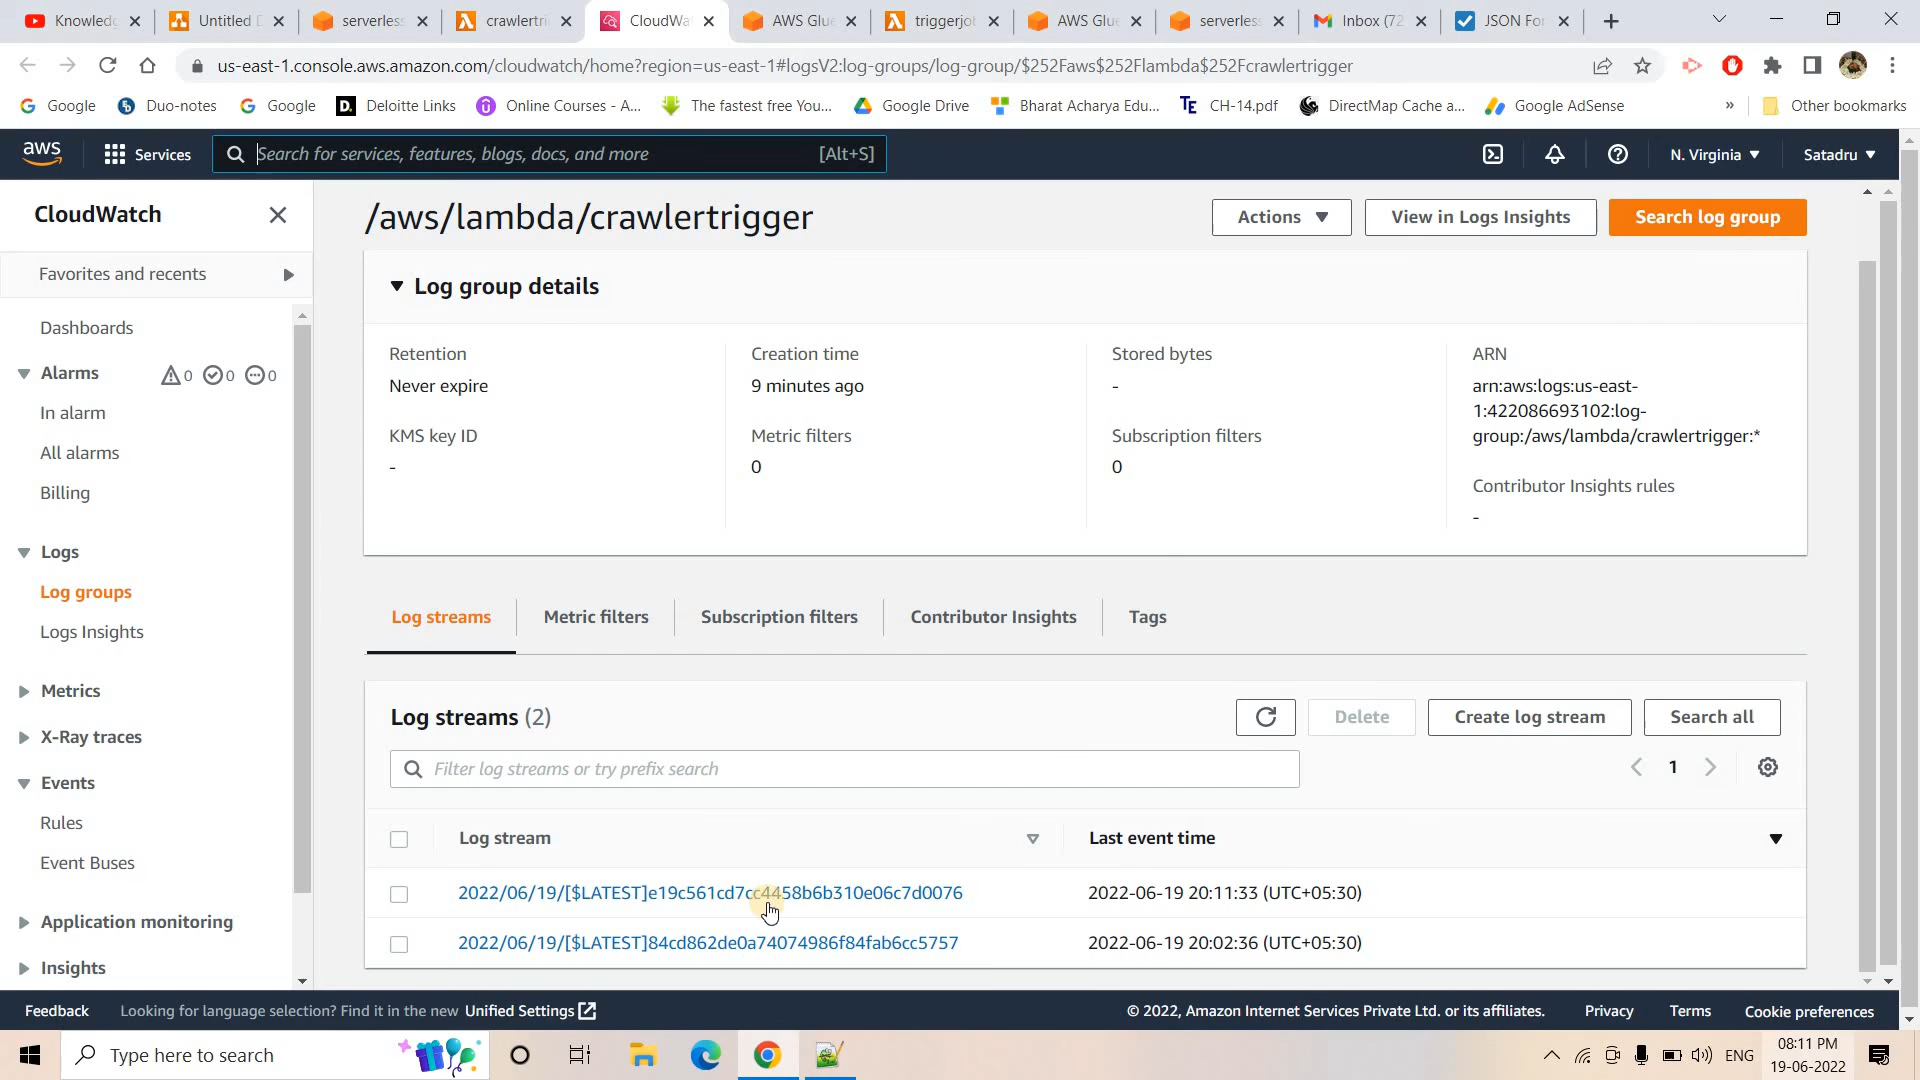 Knowledg
Untitled D
serverless
crawlertri
CloudWat
AWS Glue
triggerjo
AWS Glue
serverless
Inbox (72
JSON For
us-east-1.console.aws.amazon.com/cloudwatch/home?region=us-east-1#logsV2:log-groups/log-group/$252Faws$252Flambda$252Fcrawlertrigger
Google
Duo-notes
Google
Deloitte Links
Online Courses - A...
The fastest free You...
Google Drive
Bharat Acharya Edu...
CH-14.pdf
DirectMap Cache a...
Google AdSense
»
Other bookmarks
aws
Services
Search for services, features, blogs, docs, and more
[Alt+S]
N. Virginia
Satadru
CloudWatch
Favorites and recents
Dashboards
Alarms
0
0
0
In alarm
All alarms
Billing
Logs
Log groups
Logs Insights
Metrics
X-Ray traces
Events
Rules
Event Buses
Application monitoring
Insights
/aws/lambda/crawlertrigger
Actions
View in Logs Insights
Search log group
Log group details
Retention
Never expire
KMS key ID
-
Creation time
9 minutes ago
Metric filters
0
Stored bytes
-
Subscription filters
0
ARN
arn:aws:logs:us-east-
1:422086693102:log-
group:/aws/lambda/crawlertrigger:*
Contributor Insights rules
-
Log streams
Metric filters
Subscription filters
Contributor Insights
Tags
Log streams (2)
Delete
Create log stream
Search all
Filter log streams or try prefix search
1
Log stream
Last event time
2022/06/19/[$LATEST]e19c561cd7cc4458b6b310e06c7d0076
2022-06-19 20:11:33 (UTC+05:30)
2022/06/19/[$LATEST]84cd862de0a74074986f84fab6cc5757
2022-06-19 20:02:36 (UTC+05:30)
Feedback
Looking for language selection? Find it in the new Unified Settings
© 2022, Amazon Internet Services Private Ltd. or its affiliates.
Privacy
Terms
Cookie preferences
Type here to search
ENG
08:11 PM
19-06-2022